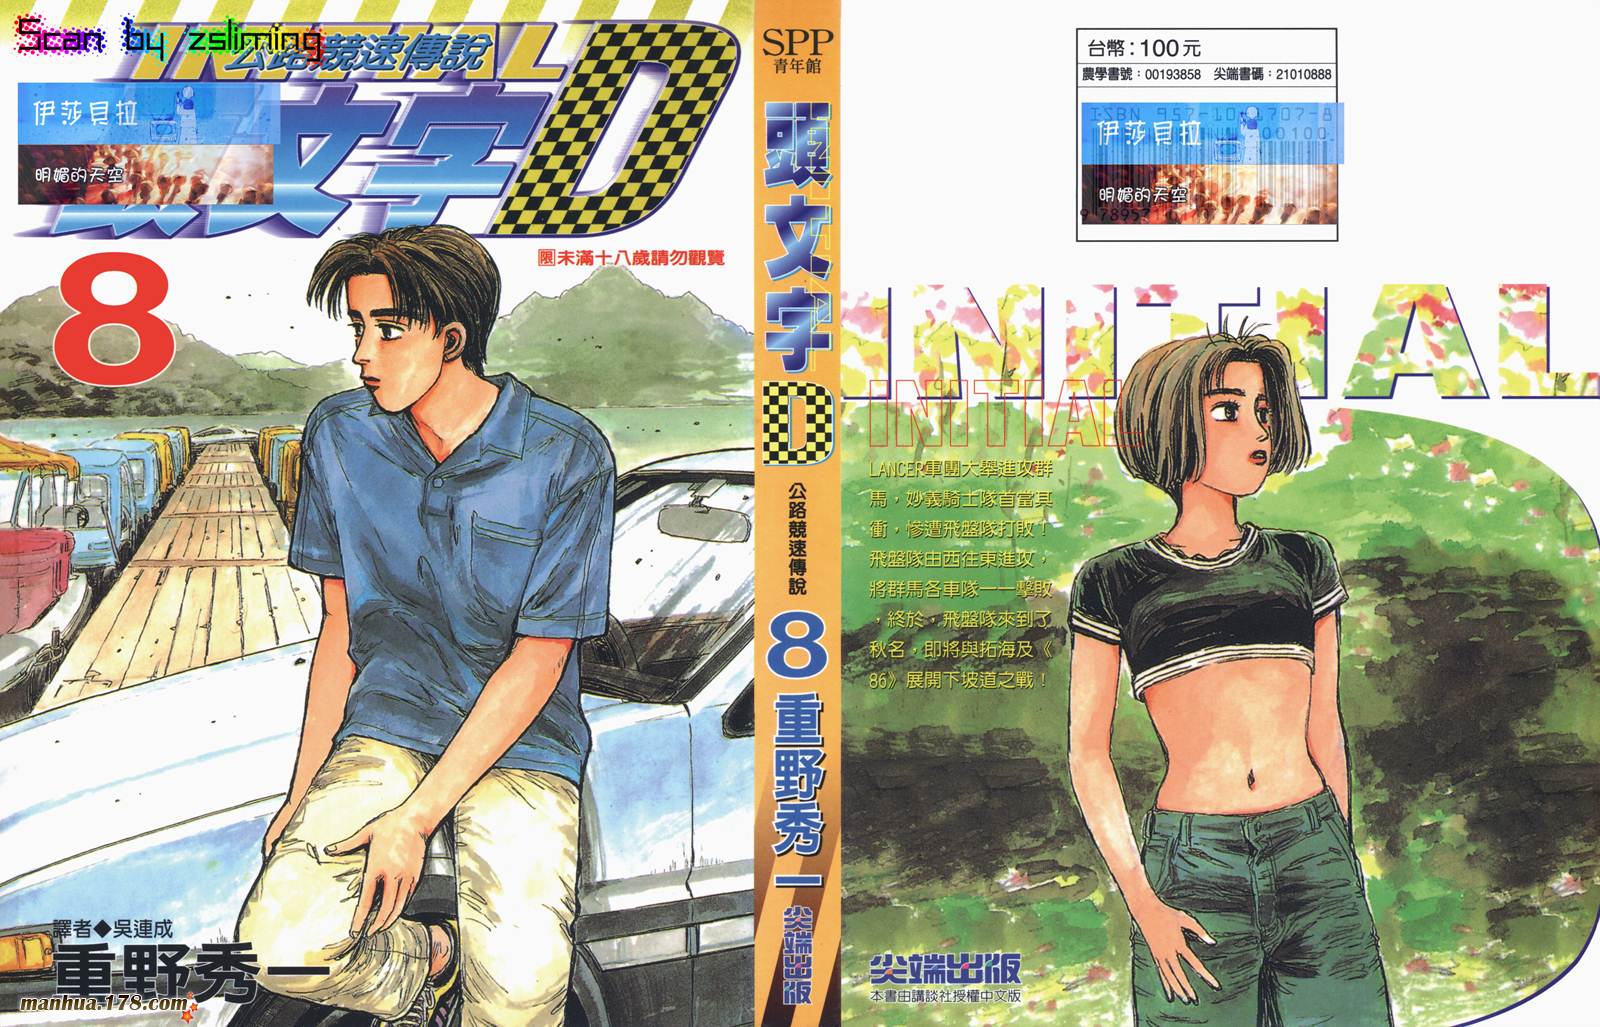 Scan by zsliming
INITIAL D
公路競速傳說
文字D
伊莎貝拉
明媚的天空
8
限未滿十八歲請勿觀覽
譯者◆吳連成
重野秀一
manhua.178.com
SPP
青年館
頭文字D
INITIAL
公路競速傳說
8
重野秀一
尖端出版
台幣:100元
農學書號:00193858 尖端書碼:21010888
ISBN 957-10-
707-8
00100
伊莎貝拉
明媚的天空
9 789571
INITIAL
INITIAL
LANCER軍團大舉進攻群
馬,妙義騎士隊首當其
衝,慘遭飛盤隊打敗!
飛盤隊由西往東進攻,
將群馬各車隊一一擊敗
,終於,飛盤隊來到了
秋名,即將與拓海及《
86》展開下坡道之戰!
尖端出版
本書由講談社授權中文版